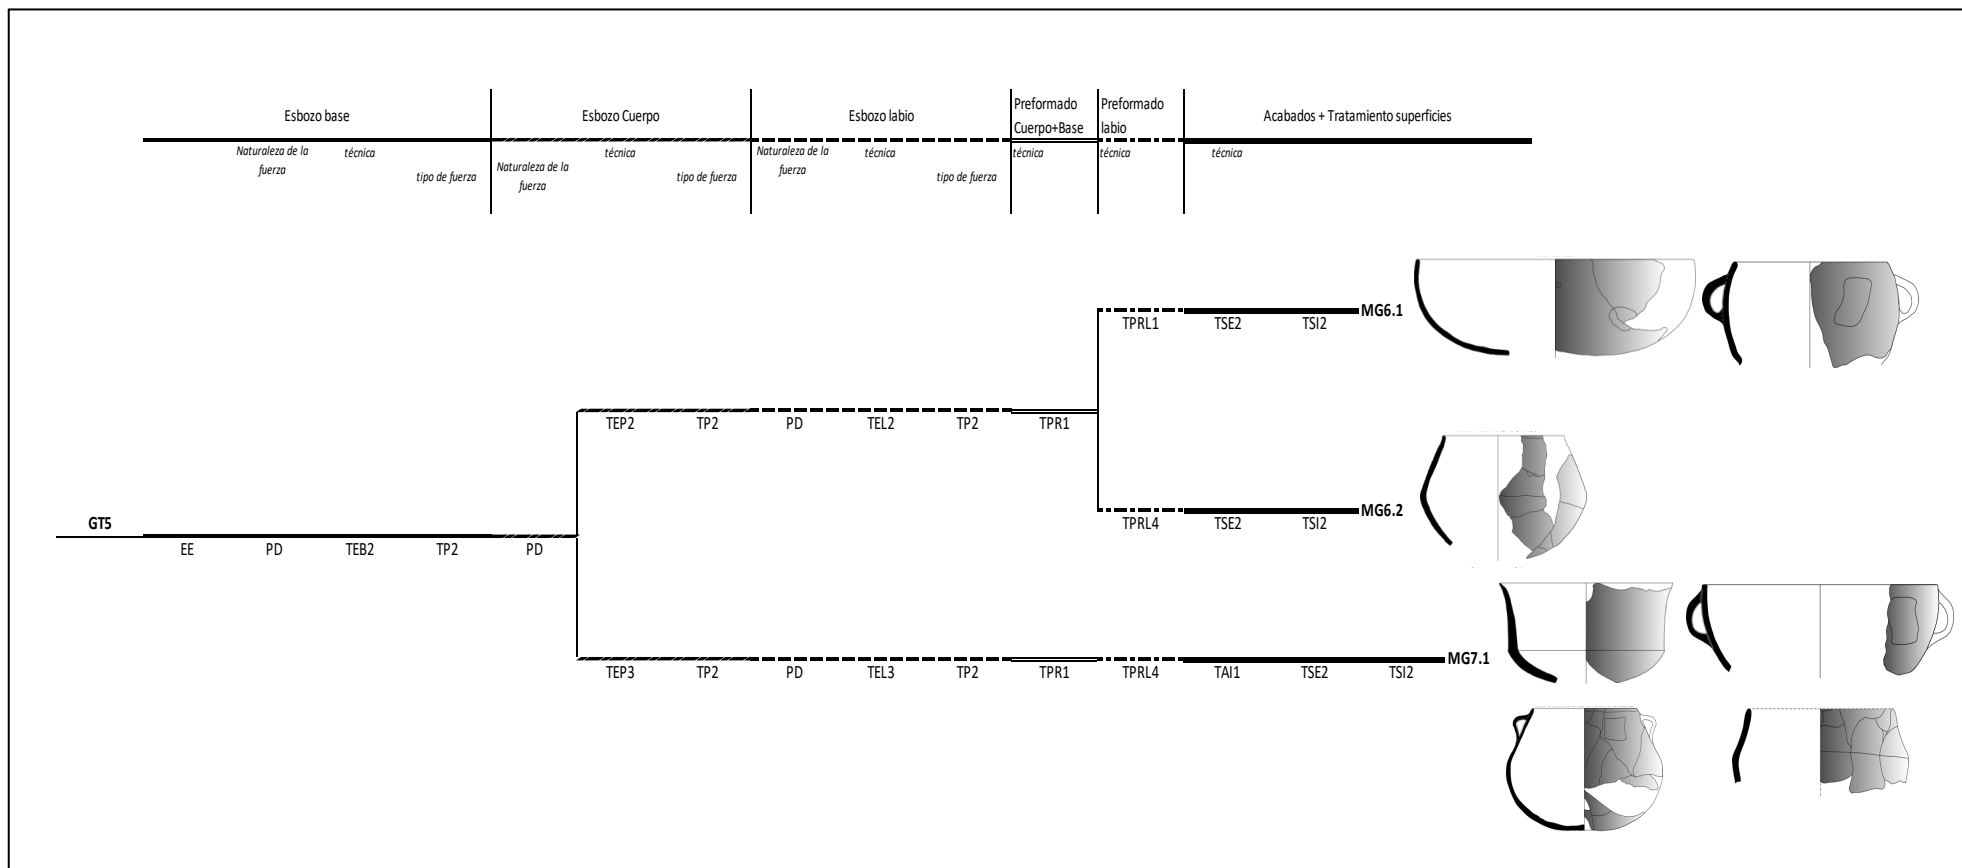 Esbozo base
Esbozo Cuerpo
Esbozo labio
Preformado
Cuerpo+Base
Preformado
labio
Acabados + Tratamiento superficies
Naturaleza de la
fuerza
técnica
tipo de fuerza
Naturaleza de la
fuerza
técnica
tipo de fuerza
Naturaleza de la
fuerza
técnica
tipo de fuerza
técnica
técnica
técnica
MG6.1
TPRL1 TSE2 TSI2
TEP2 TP2 PD TEL2 TP2 TPR1
MG6.2
TPRL4 TSE2 TSI2
GT5
EE PD TEB2 TP2 PD
MG7.1
TEP3 TP2 PD TEL3 TP2 TPR1 TPRL4 TAI1 TSE2 TSI2